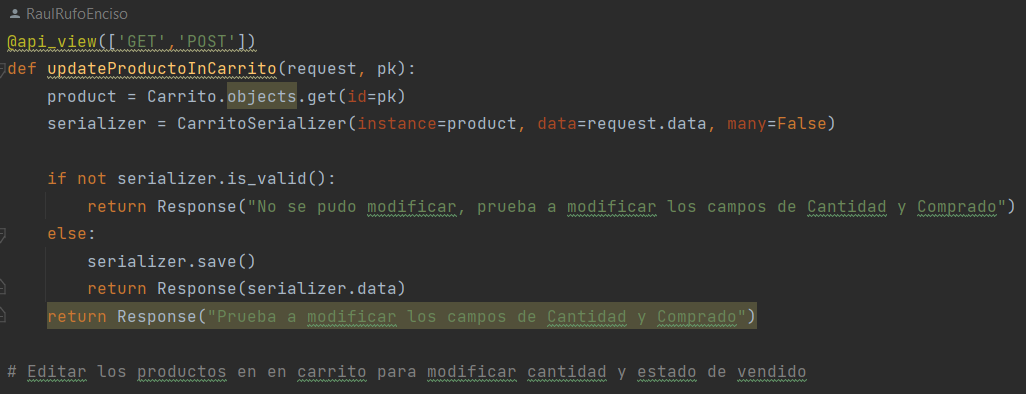 RaulRufoEnciso
@api_view(['GET','POST'])
def updateProductoInCarrito(request, pk):
    product = Carrito.objects.get(id=pk)
    serializer = CarritoSerializer(instance=product, data=request.data, many=False)
    if not serializer.is_valid():
        return Response("No se pudo modificar, prueba a modificar los campos de Cantidad y Comprado")
    else:
        serializer.save()
        return Response(serializer.data)
    return Response("Prueba a modificar los campos de Cantidad y Comprado")
# Editar los productos en en carrito para modificar cantidad y estado de vendido